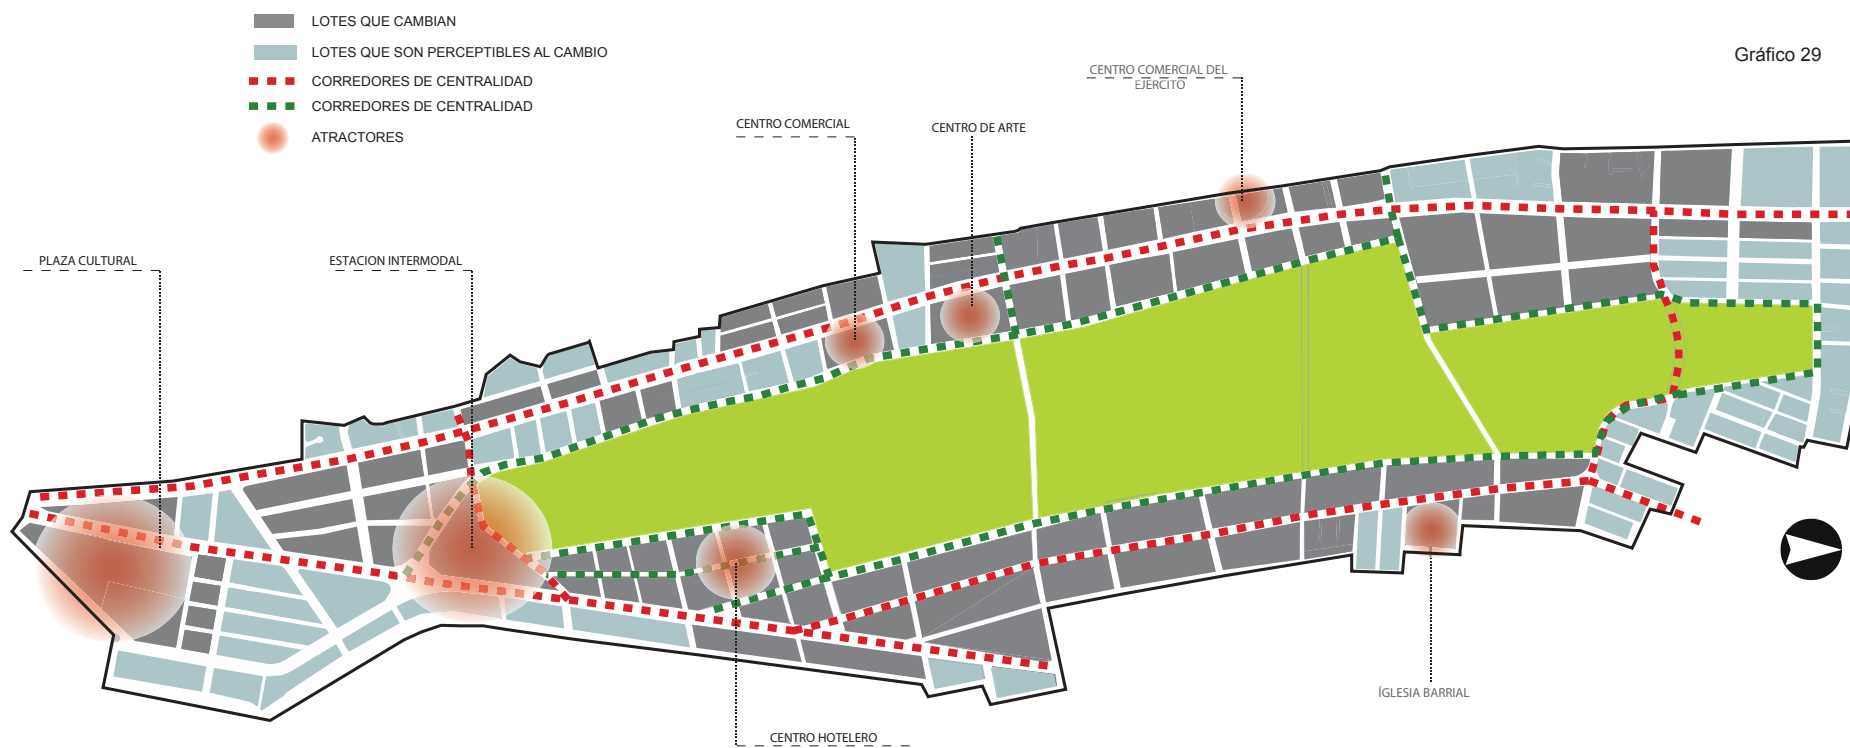 LOTES QUE CAMBIAN
LOTES QUE SON PERCEPTIBLES AL CAMBIO
CORREDORES DE CENTRALIDAD
CORREDORES DE CENTRALIDAD
ATRACTORES
Gráfico 29
CENTRO COMERCIAL DEL
EJERCITO
CENTRO COMERCIAL
CENTRO DE ARTE
PLAZA CULTURAL
ESTACION INTERMODAL
ÍGLESIA BARRIAL
CENTRO HOTELERO